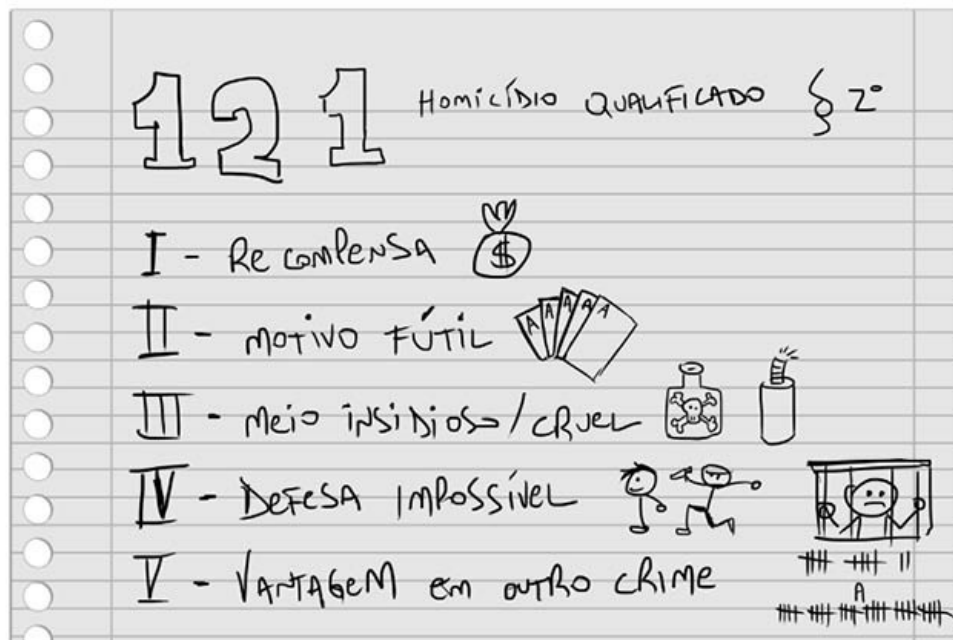 121 Homicídio Qualificado § 2º
I - Recompensa $
II - Motivo Fútil A A A A A
III - Meio insidioso/cruel
IV - Defesa Impossível
V - Vantagem em outro crime
A